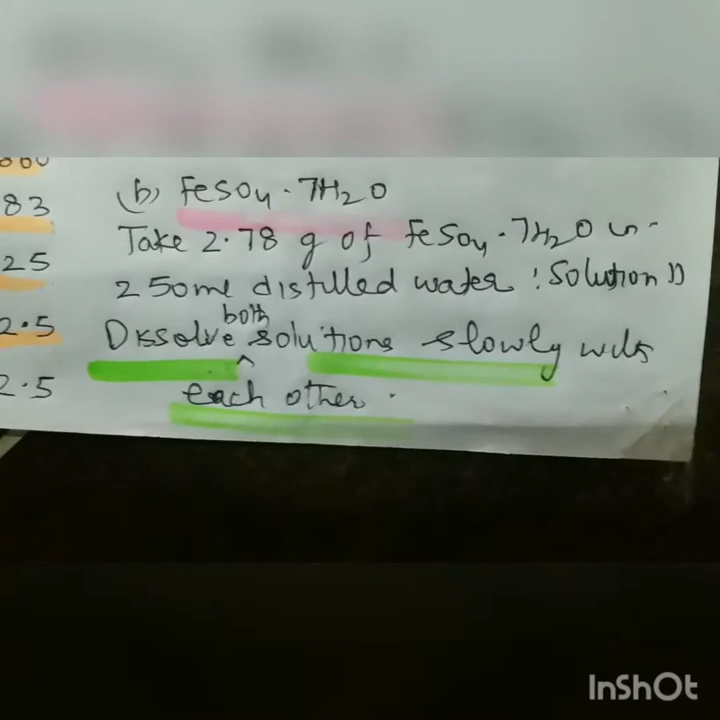 83
25
2.5
2.5
(b) FeSO4 . 7H2O
Take 2.78 g of FeSO4 . 7H2O in
250ml distilled water : Solution II
Dissolve both solutions slowly with
each other .
InShOt